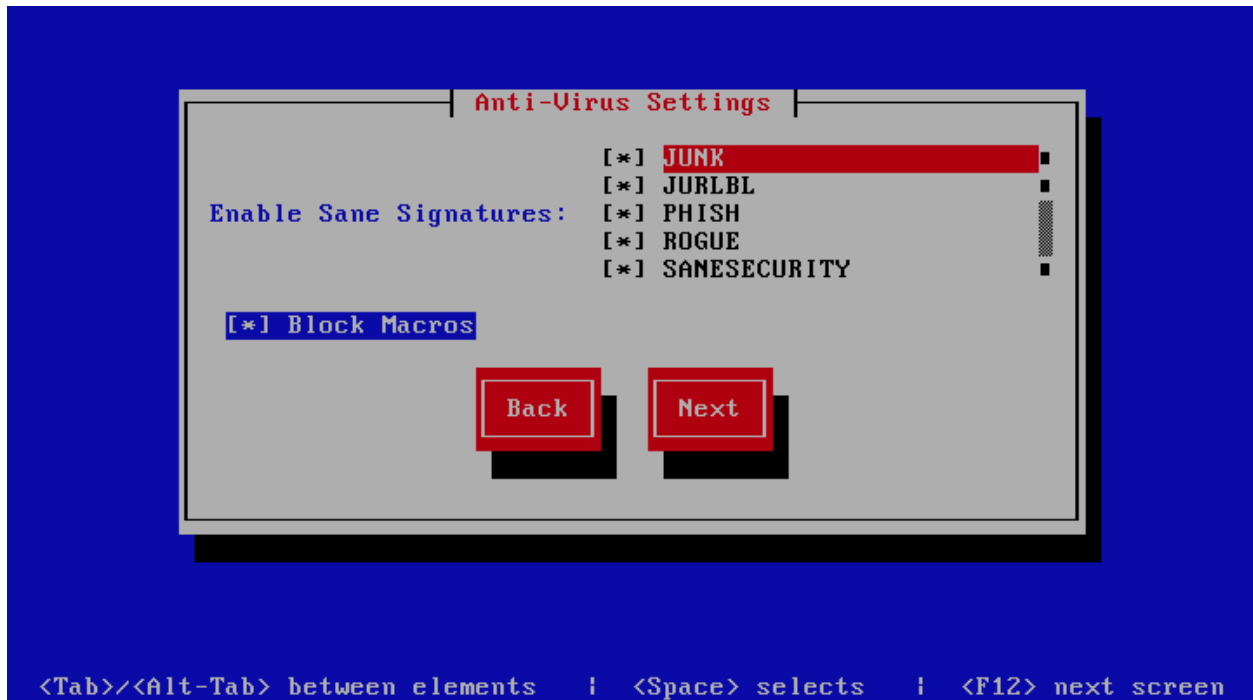 Anti-Virus Settings
[*] JUNK
[*] JURLBL
Enable Sane Signatures: [*] PHISH
[*] ROGUE
[*] SANESECURITY
[*] Block Macros
Back Next
<Tab>/<Alt-Tab> between elements | <Space> selects | <F12> next screen